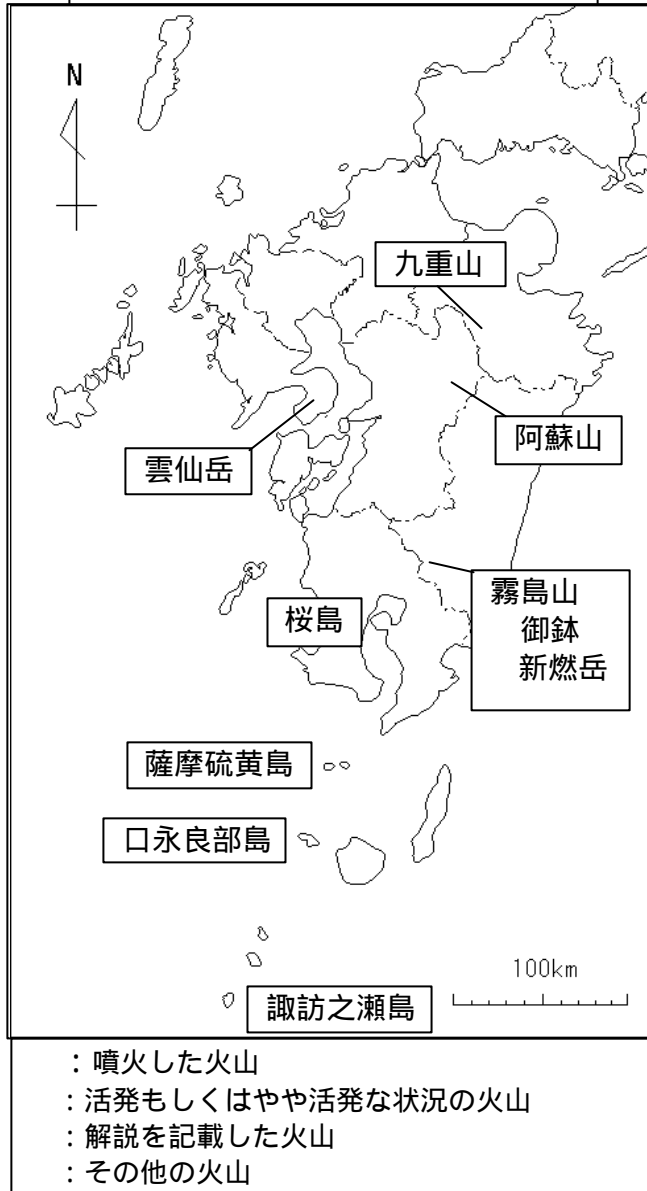 N
九重山
阿蘇山
雲仙岳
霧島山
御鉢
新燃岳
桜島
薩摩硫黄島
口永良部島
100km
諏訪之瀬島
：噴火した火山
：活発もしくはやや活発な状況の火山
：解説を記載した火山
：その他の火山